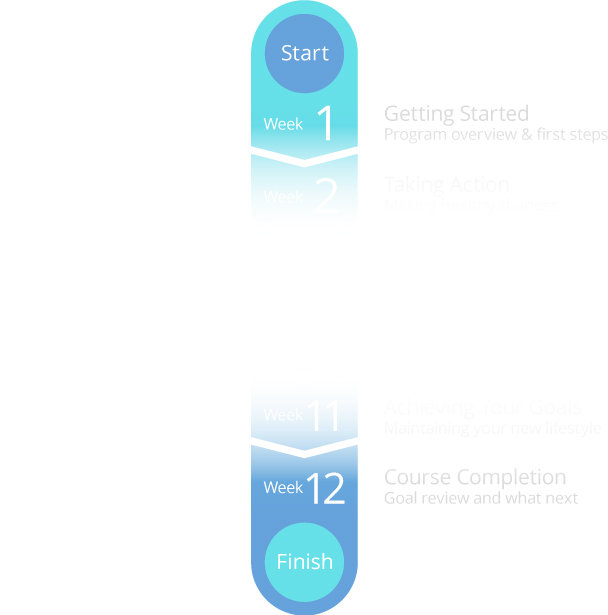 Start
Week 1
Getting Started
Program overview & first steps
Week 2
Taking Action
Week 11
Achieving Your Goals
Maintaining your new lifestyle
Week 12
Course Completion
Goal review and what next
Finish